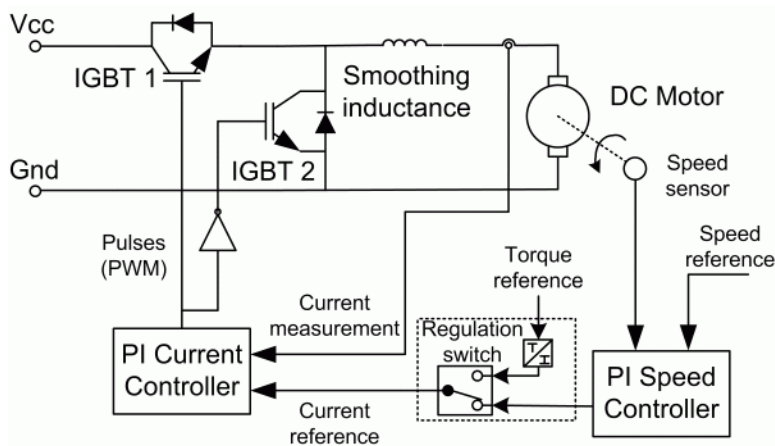 Vcc
IGBT 1
Smoothing
inductance
DC Motor
IGBT 2
Gnd
Speed
sensor
Pulses
(PWM)
Speed
reference
Torque
reference
Current
measurement
Regulation
switch
T
I
PI Current
Controller
PI Speed
Controller
Current
reference